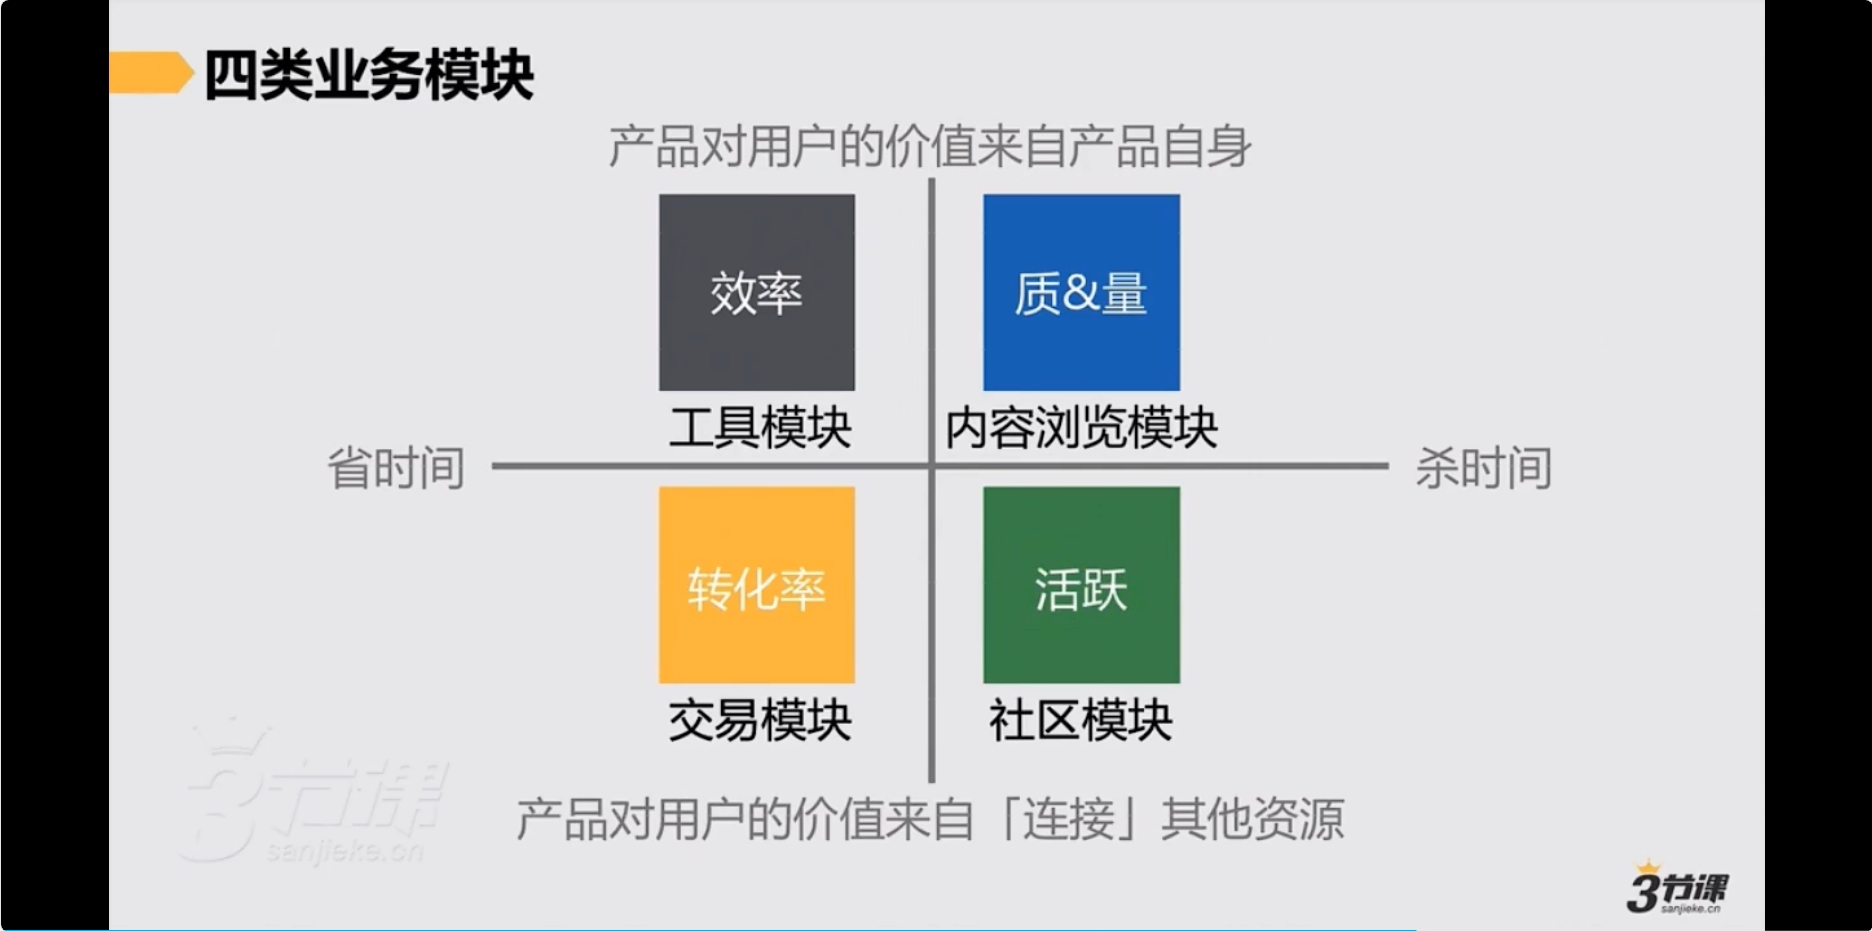 四类业务模块
产品对用户的价值来自产品自身
效率
质&量
工具模块
内容浏览模块
省时间
杀时间
转化率
活跃
交易模块
社区模块
产品对用户的价值来自「连接」其他资源
3节课
sanjieke.cn
3节课
sanjieke.cn